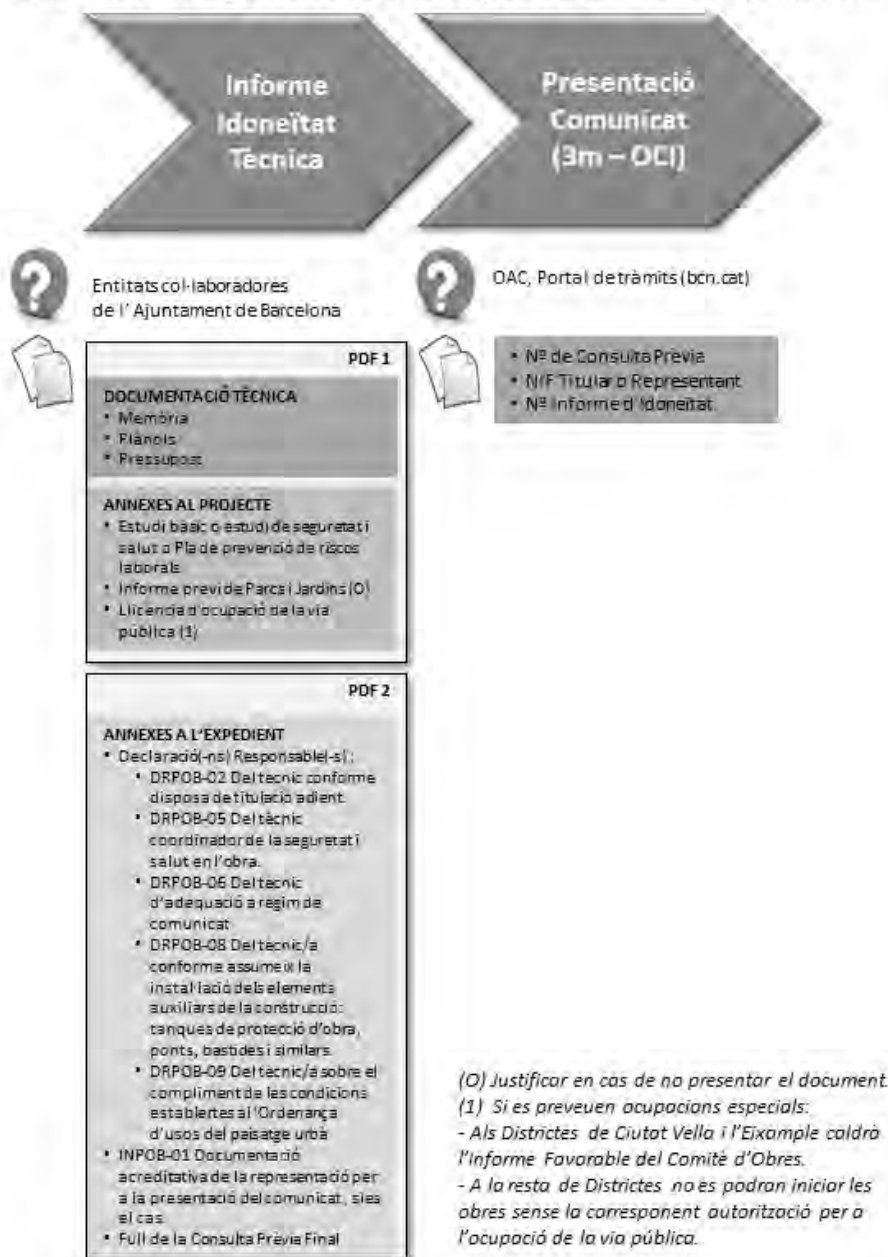 Informe
Idoneïtat
Tècnica
Presentació
Comunicat
(3m – OCI)
Entitats col·laboradores
de l' Ajuntament de Barcelona
OAC, Portal de tràmits (bcn.cat)
PDF 1
DOCUMENTACIÓ TÈCNICA
• Memòria
• Plànols
• Pressupost
ANNEXES AL PROJECTE
• Estudi bàsic o estudi de seguretat i
salut o Pla de prevenció de riscos
laborals
• Informe previ de Parcs i Jardins (O)
• Llicencia d'ocupació de la via
pública (1)
• Nº de Consulta Prèvia
• NIF Titular o Representant
• Nº Informe d' Idoneïtat
PDF 2
ANNEXES A L'EXPEDIENT
• Declaració(-ns) Responsable(-s):
• DRPOB-02 Del tècnic conforme
disposa de titulació adient.
• DRPOB-05 Del tècnic
coordinador de la seguretat i
salut en l'obra.
• DRPOB-06 Del tècnic
d'adequació a règim de
comunicat
• DRPOB-08 Del tècnic/a
conforme assumeix la
instal·lació dels elements
auxiliars de la construcció:
tanques de protecció d'obra,
ponts, bastides i similars.
• DRPOB-09 Del tècnic/a sobre el
compliment de les condicions
establertes a l'Ordenança
d'usos del paisatge urbà
• INPOB-01 Documentació
acreditativa de la representació per
a la presentació del comunicat, si es
el cas
• Full de la Consulta Prèvia Final
(O) Justificar en cas de no presentar el document.
(1) Si es preveuen ocupacions especials:
- Als Districtes de Ciutat Vella i l'Eixample caldrà
l'Informe Favorable del Comitè d'Obres.
- A la resta de Districtes no es podran iniciar les
obres sense la corresponent autorització per a
l'ocupació de la via pública.